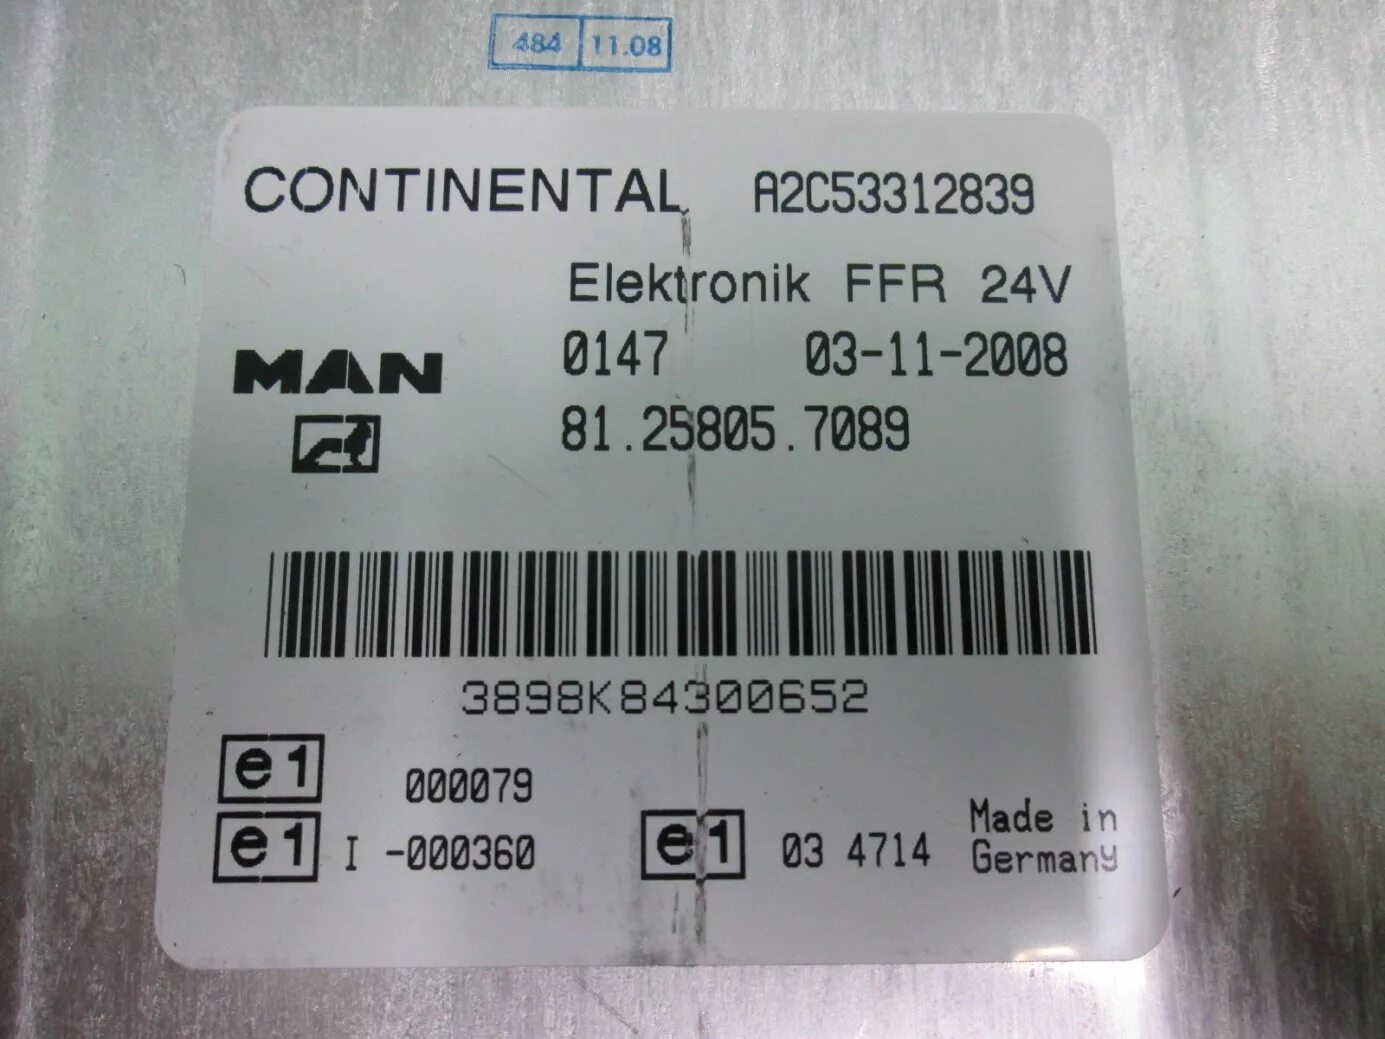 484 11.08
CONTINENTAL A2C53312839
Elektronik FFR 24V
MAN 0147 03-11-2008
81.25805.7089
3898K84300652
e1 000079
e1 I -000360 e1 03 4714
Made in
Germany